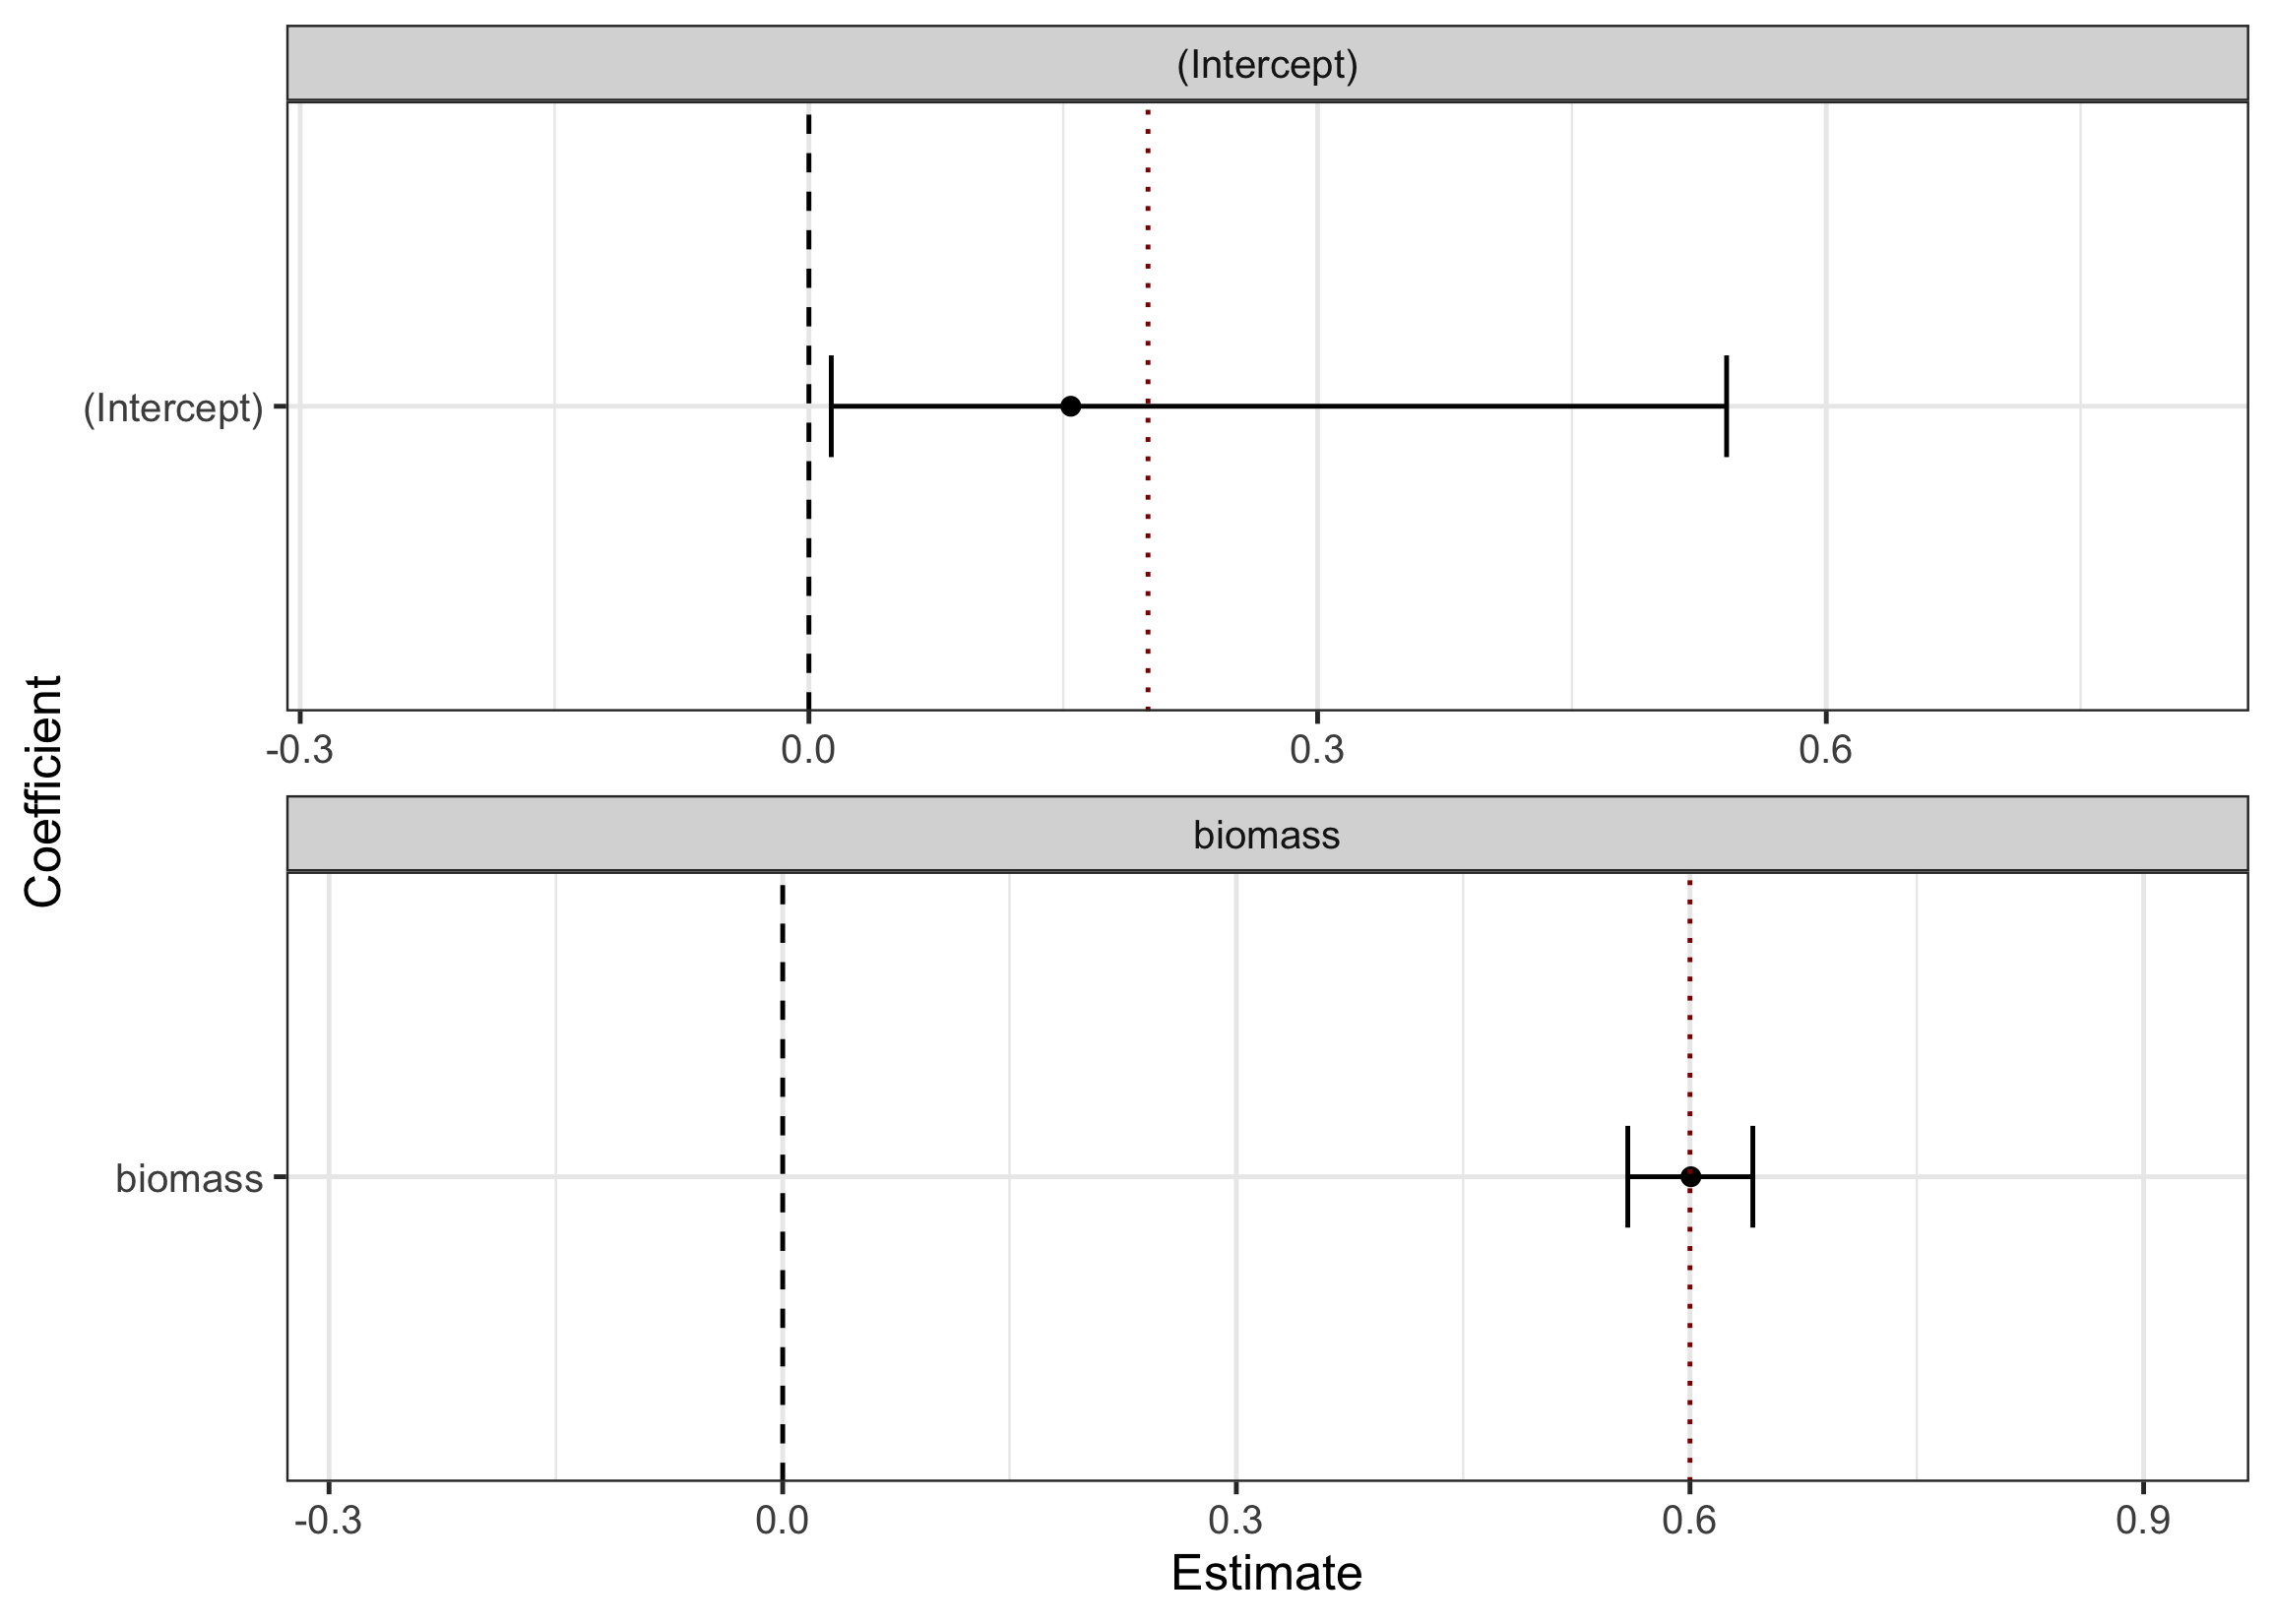 (Intercept)
(Intercept)
-0.3 0.0 0.3 0.6
Coefficient
biomass
biomass
-0.3 0.0 0.3 0.6 0.9
Estimate